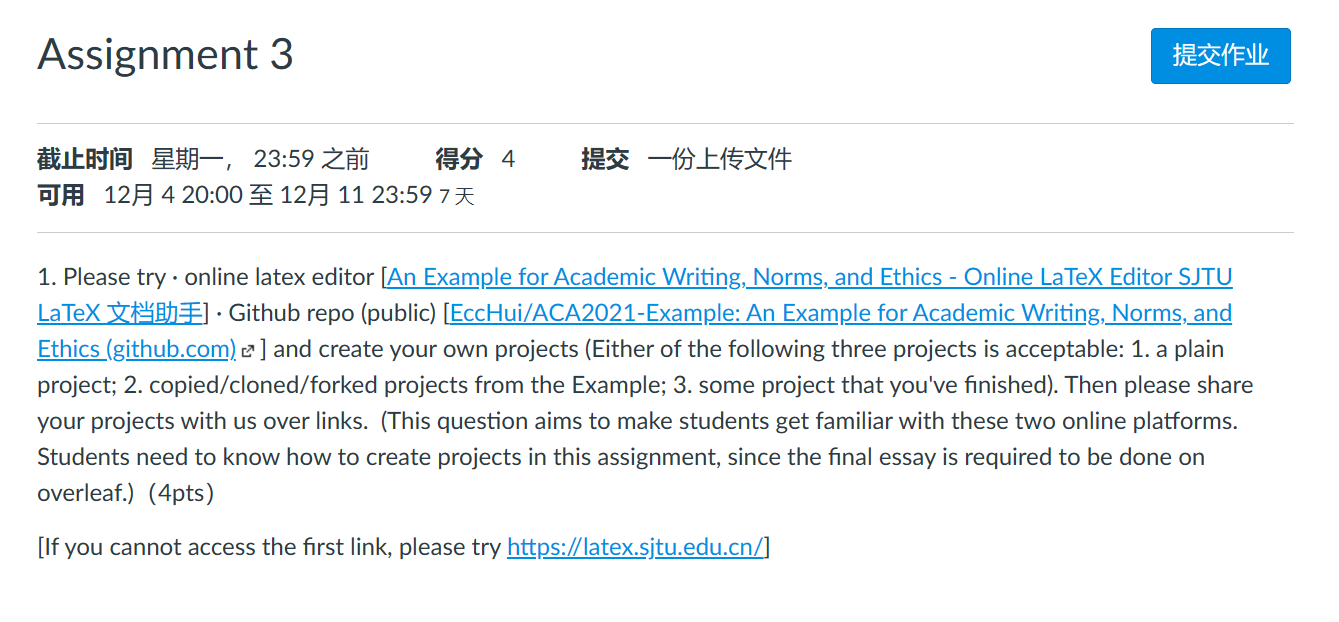 Assignment 3
提交作业
截止时间 星期一， 23:59 之前 得分 4 提交 一份上传文件
可用 12月 4 20:00 至 12月 11 23:59 7 天
1. Please try · online latex editor [An Example for Academic Writing, Norms, and Ethics - Online LaTeX Editor SJTU
LaTeX 文档助手] · Github repo (public) [EccHui/ACA2021-Example: An Example for Academic Writing, Norms, and
Ethics (github.com) ] and create your own projects (Either of the following three projects is acceptable: 1. a plain
project; 2. copied/cloned/forked projects from the Example; 3. some project that you've finished). Then please share
your projects with us over links.  (This question aims to make students get familiar with these two online platforms.
Students need to know how to create projects in this assignment, since the final essay is required to be done on
overleaf.)（4pts）
[If you cannot access the first link, please try https://latex.sjtu.edu.cn/]